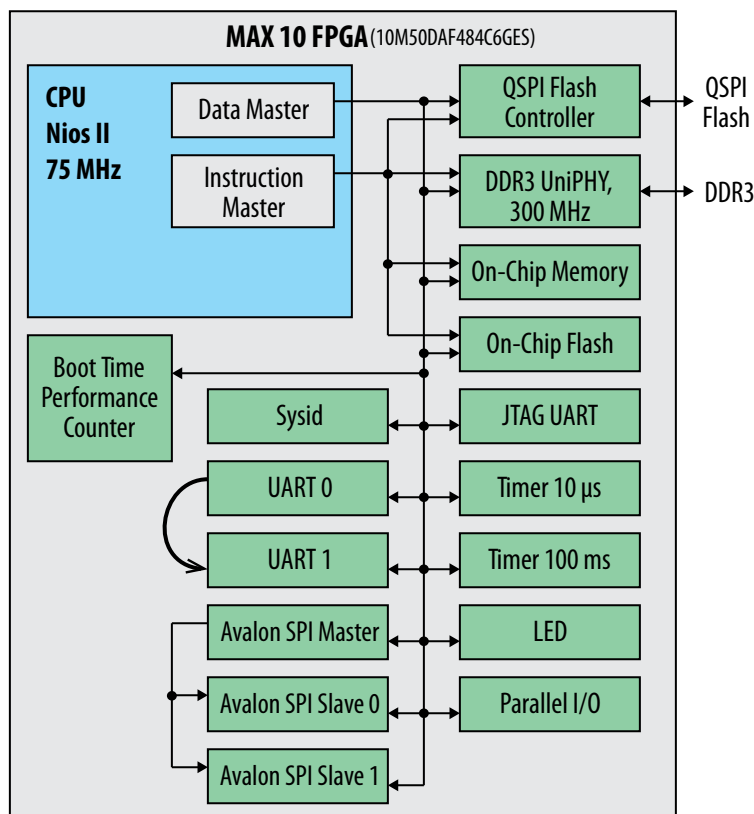 MAX 10 FPGA (10M50DAF484C6GES)
CPU
Nios II
75 MHz
Data Master
Instruction
Master
QSPI Flash
Controller
QSPI
Flash
DDR3 UniPHY,
300 MHz
DDR3
On-Chip Memory
On-Chip Flash
Boot Time
Performance
Counter
Sysid
JTAG UART
UART 0
Timer 10 µs
UART 1
Timer 100 ms
Avalon SPI Master
LED
Avalon SPI Slave 0
Parallel I/O
Avalon SPI Slave 1